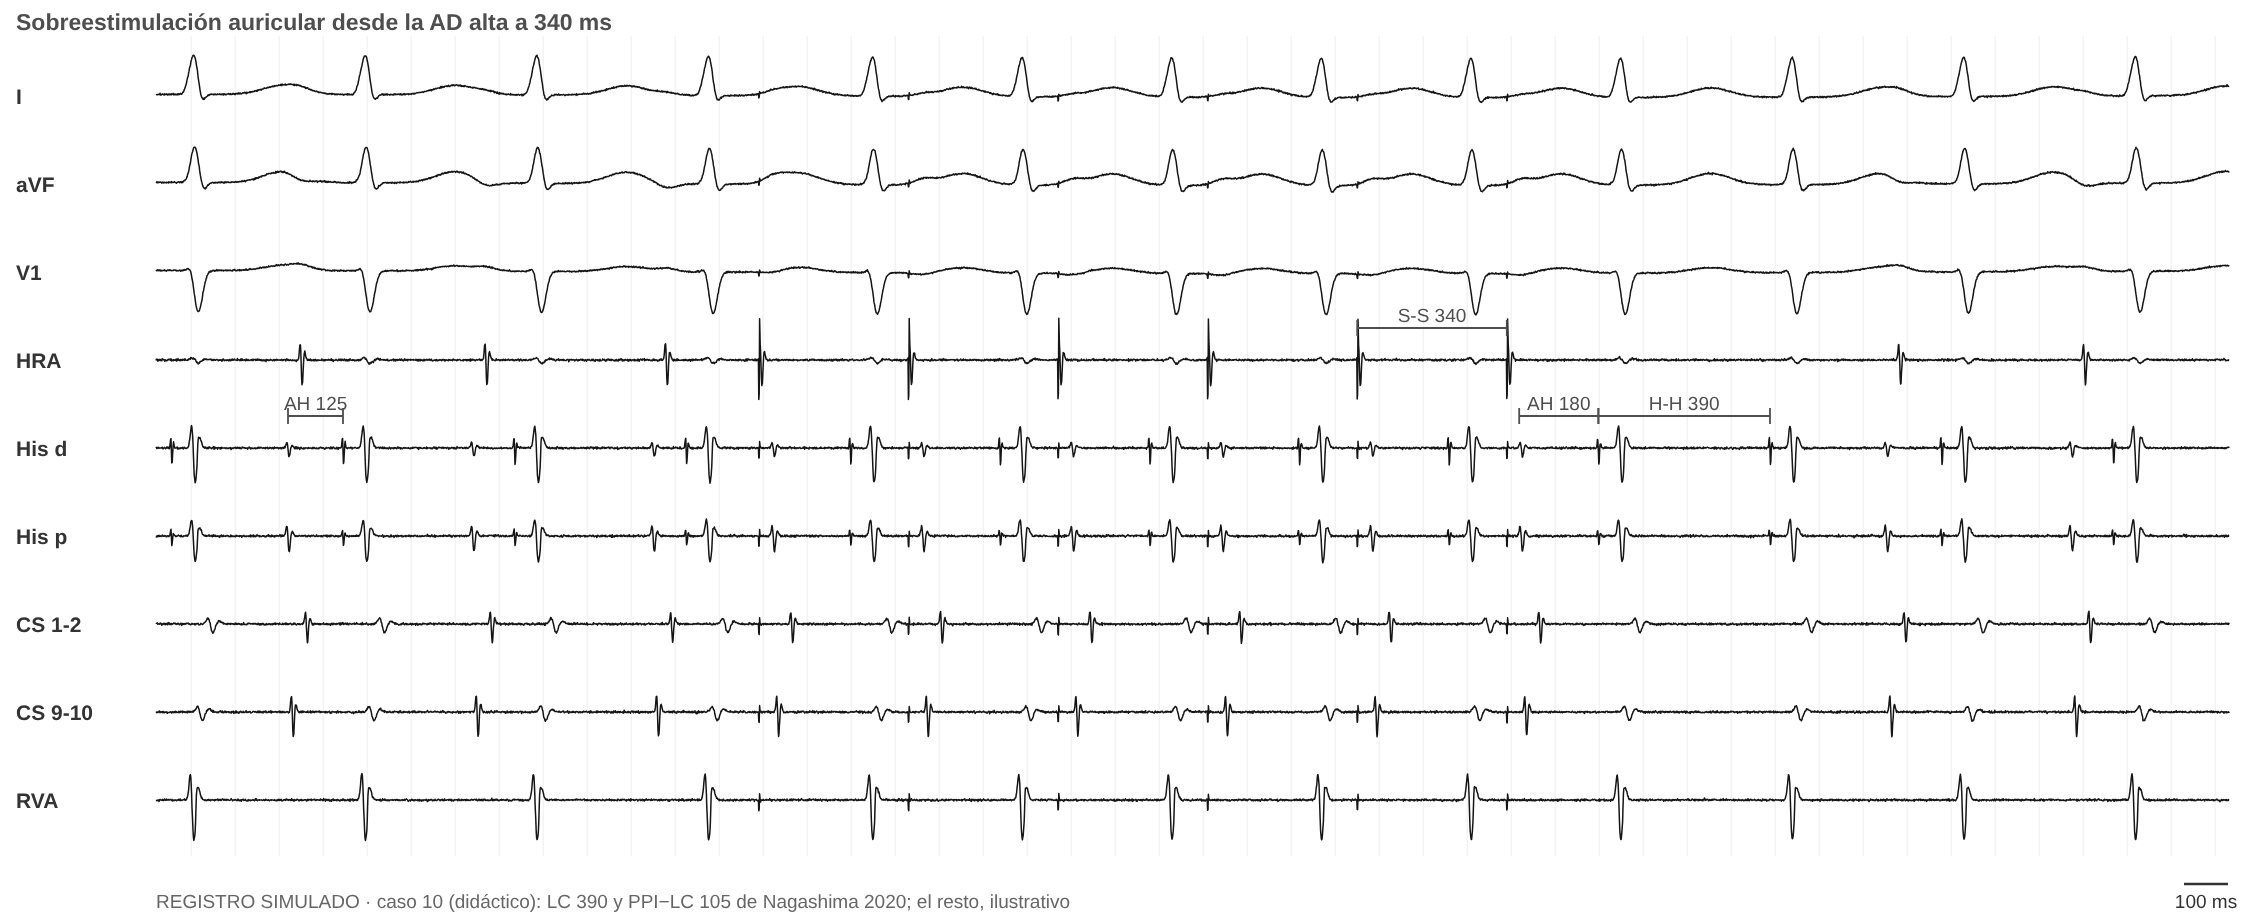 Sobreestimulación auricular desde la AD alta a 340 ms
I
aVF
V1
S-S 340
HRA
AH 125
AH 180
H-H 390
His d
His p
CS 1-2
CS 9-10
RVA
REGISTRO SIMULADO · caso 10 (didáctico): LC 390 y PPI−LC 105 de Nagashima 2020; el resto, ilustrativo
100 ms